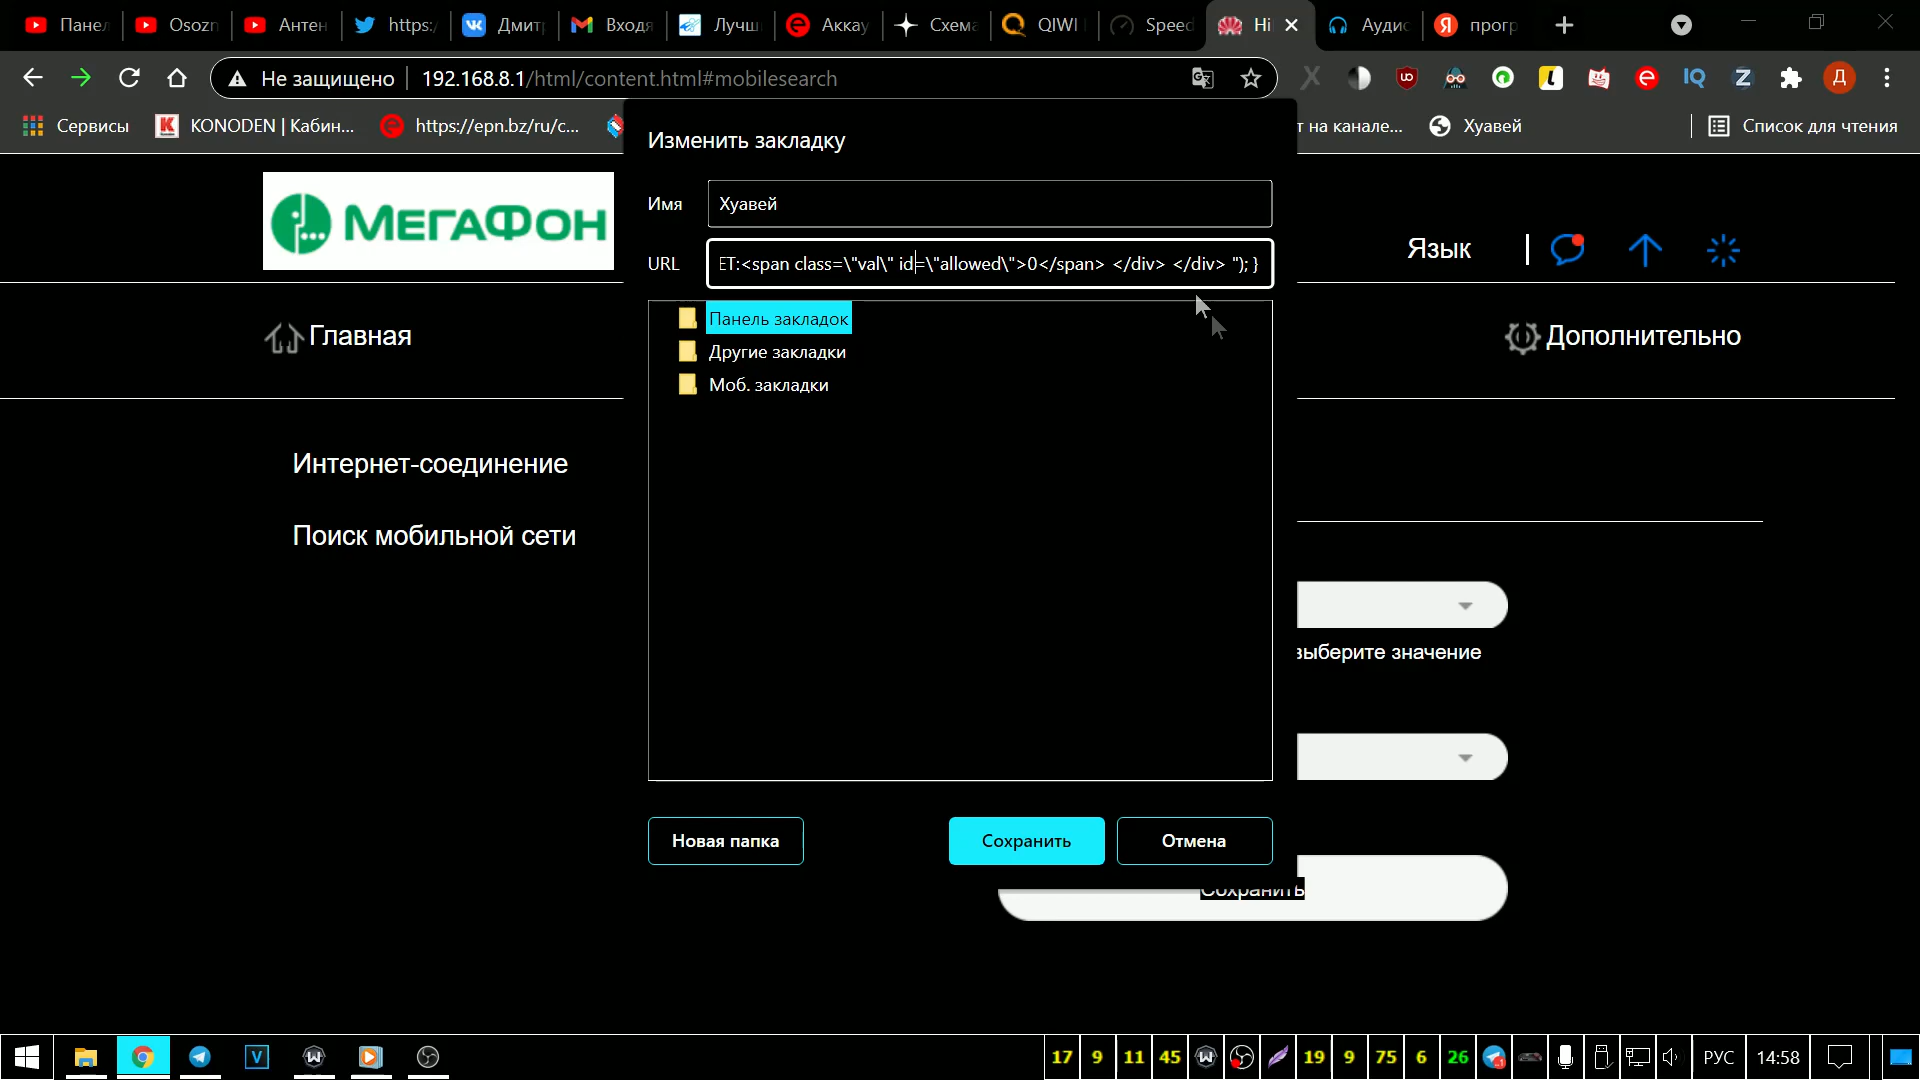 Панел
Osozn
Антен
https:/
Дмит
Входя
Лучш
Аккау
Схема
QIWI
Speed
Hi
Аудио
прогр
Не защищено
192.168.8.1/html/content.html#mobilesearch
Сервисы
KONODEN | Кабин...
https://epn.bz/ru/c...
т на канале...
Хуавей
Список для чтения
Изменить закладку
Имя
Хуавей
URL
ET:<span class=\"val\" id=\"allowed\">0</span> </div> </div> "); }
Панель закладок
Другие закладки
Моб. закладки
Новая папка
Сохранить
Отмена
МЕГАФОН
Язык
Главная
Дополнительно
Интернет-соединение
Поиск мобильной сети
выберите значение
Сохранить
17 9 11 45 19 9 75 6 26
РУС
14:58